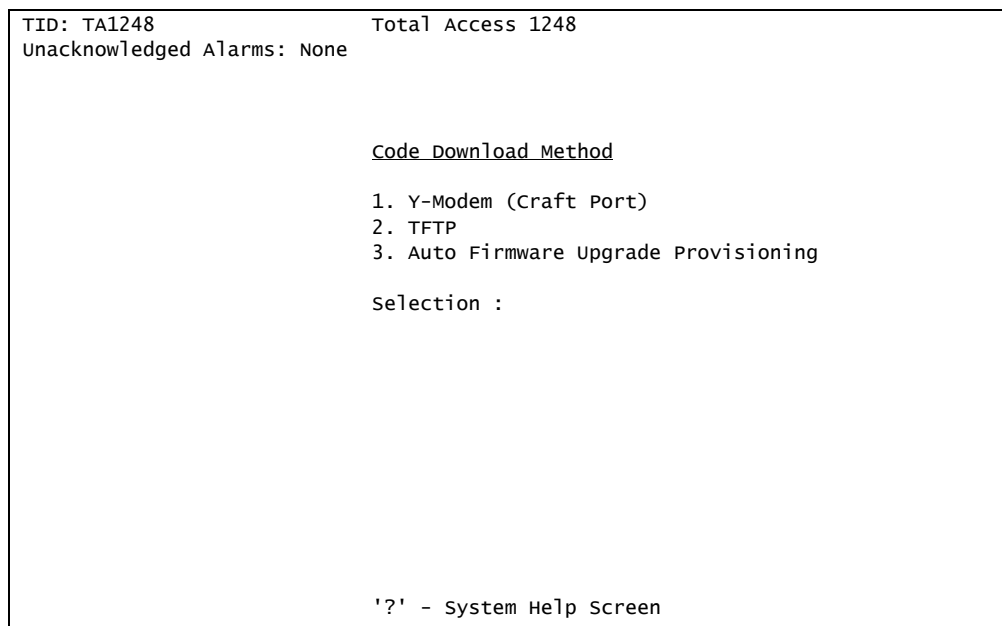 TID: TA1248 Total Access 1248
Unacknowledged Alarms: None
Code Download Method
1. Y-Modem (Craft Port)
2. TFTP
3. Auto Firmware Upgrade Provisioning
Selection :
'?' - System Help Screen